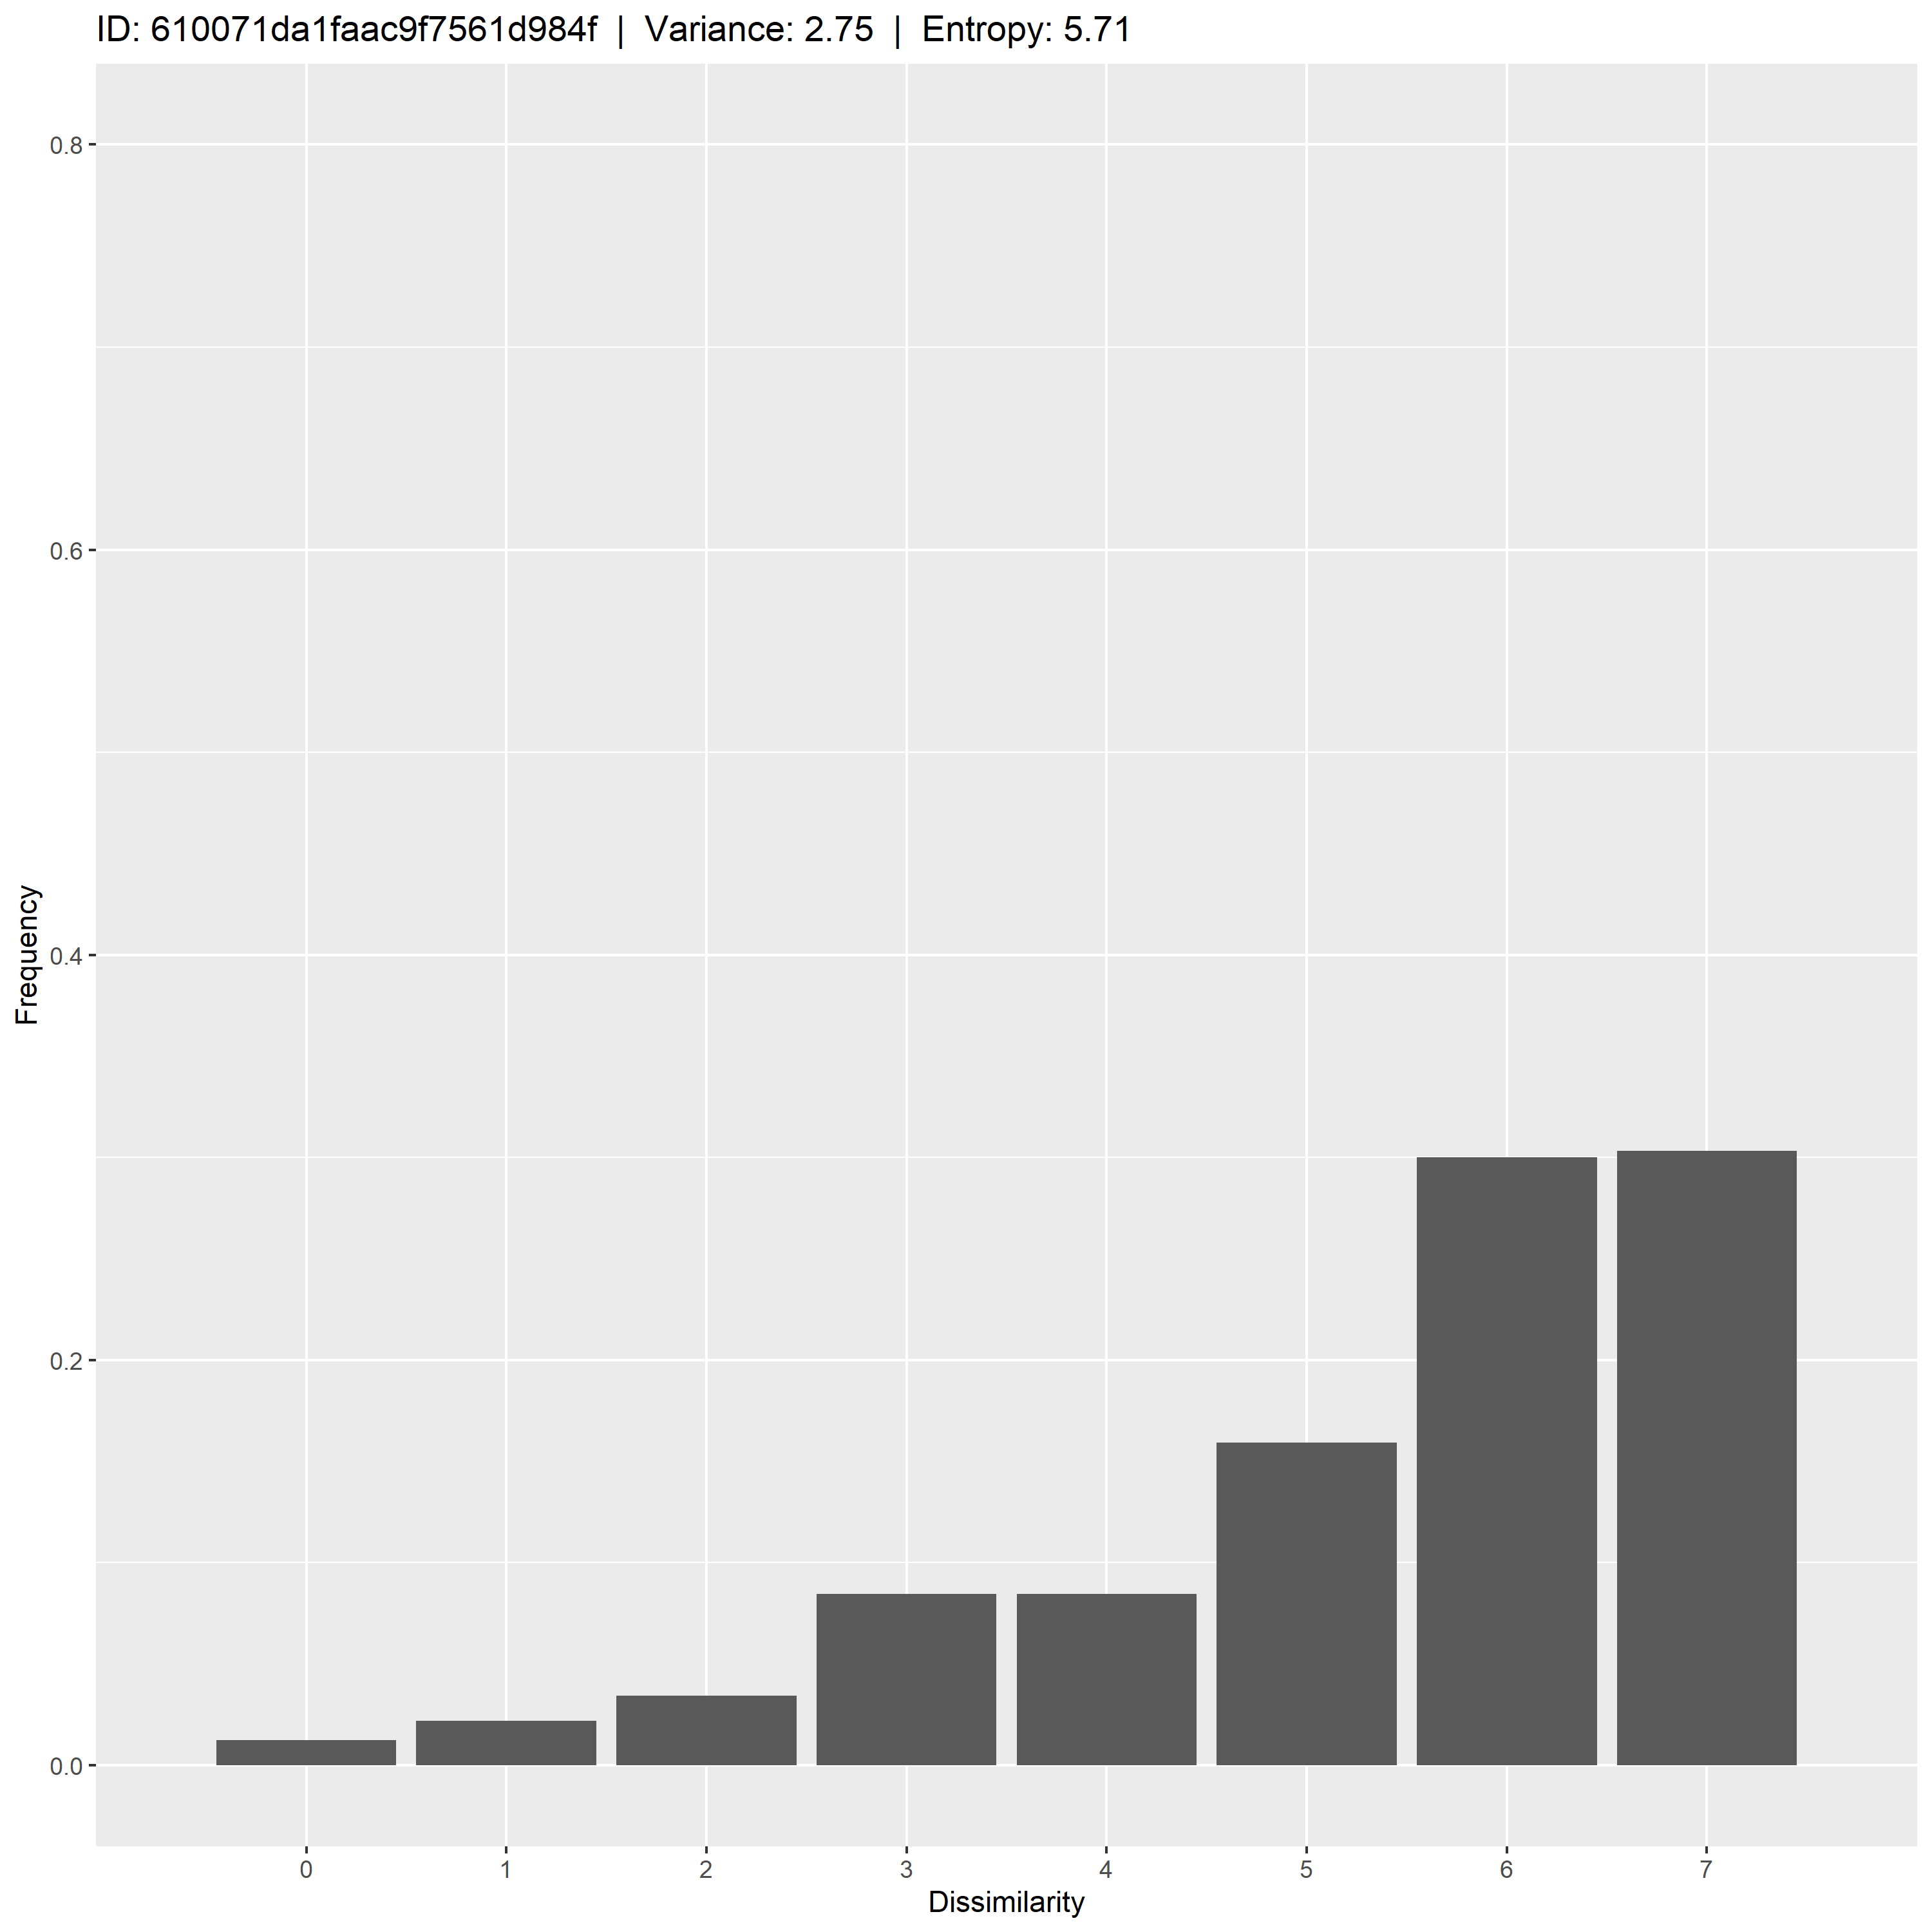 ID: 610071da1faac9f7561d984f | Variance: 2.75 | Entropy: 5.71
0.8
0.6
0.4
0.2
0.0
Frequency
0 1 2 3 4 5 6 7
Dissimilarity